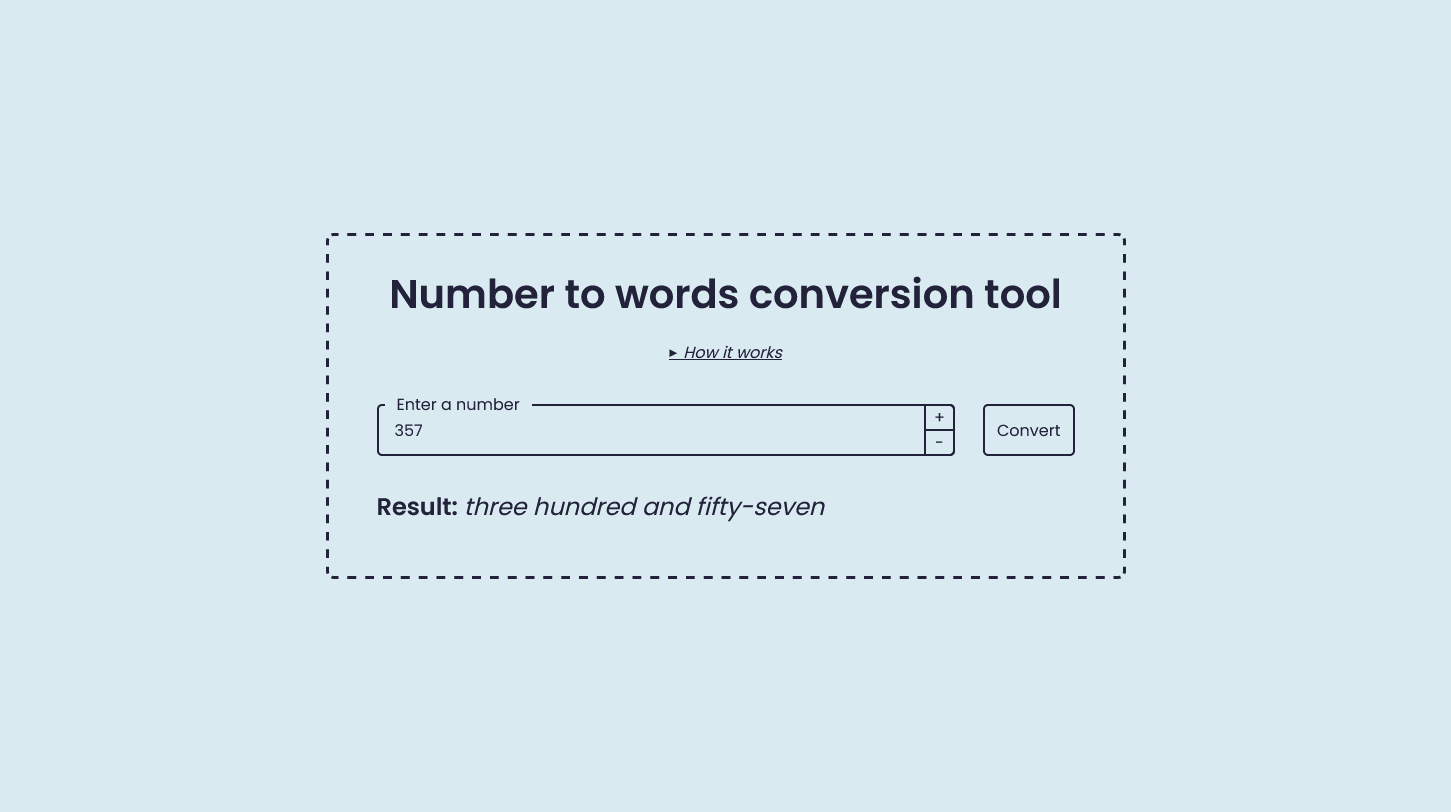 Number to words conversion tool
▸ How it works
Enter a number
357
+
-
Convert
Result: three hundred and fifty-seven